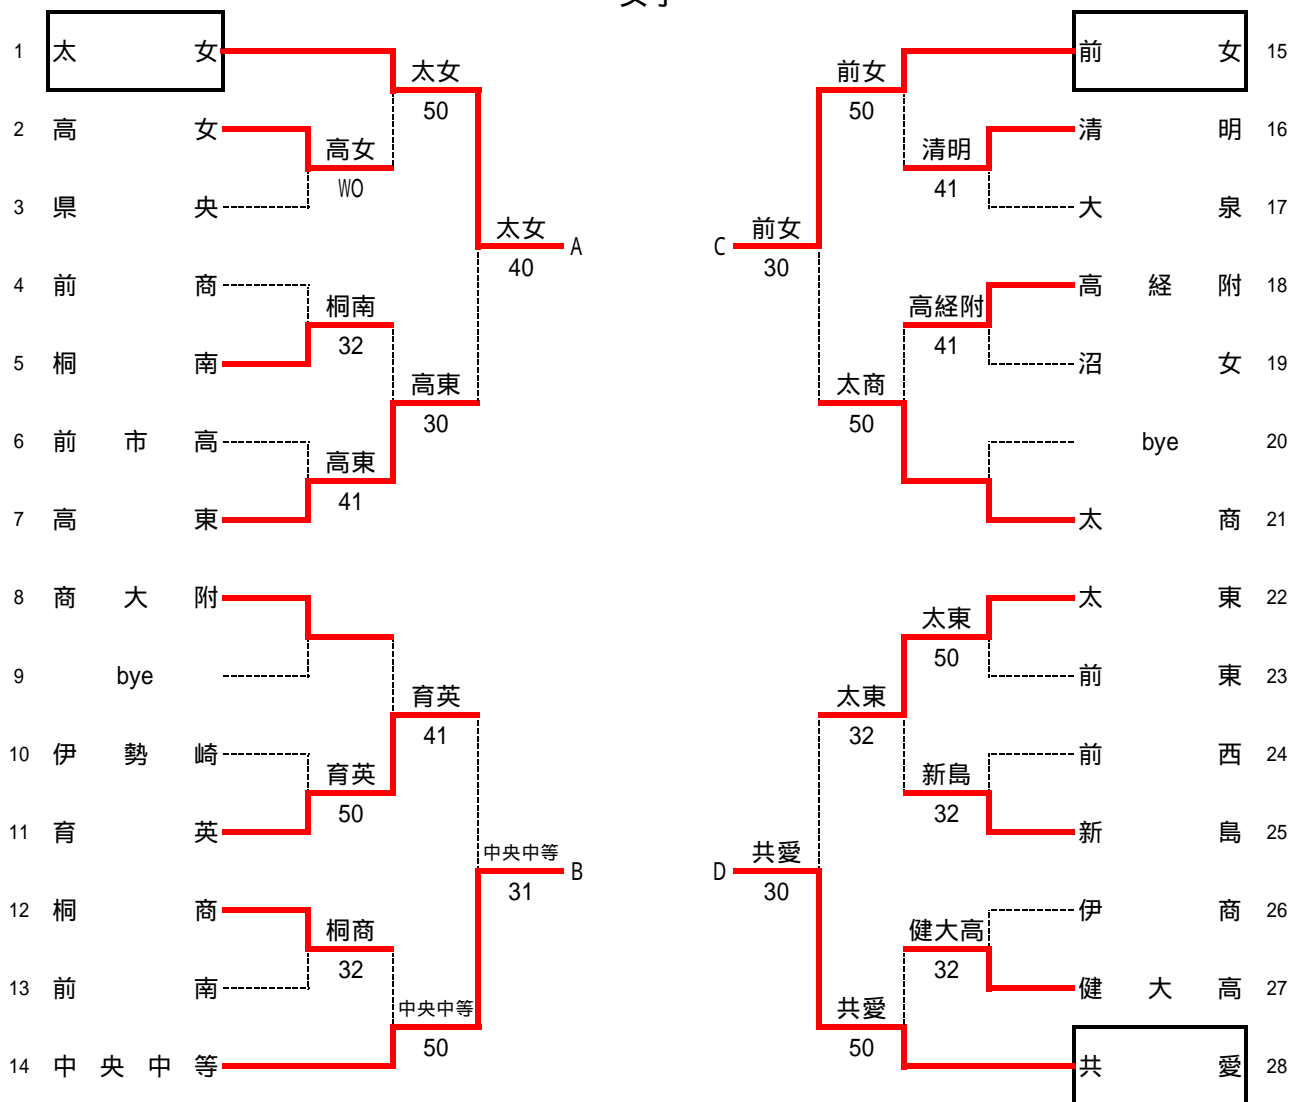 1 太女
太女
50
2 高女
高女
WO
3 県央
太女 A
40
4 前商
桐南
32
5 桐南
高東
30
6 前市高
高東
41
7 高東
8 商大附
9 bye
育英
41
10 伊勢崎
育英
50
11 育英
中央中等 B
31
12 桐商
桐商
32
13 前南
中央中等
50
14 中央中等
前女 15
前女
50
清明 16
清明
41
大泉 17
C 前女
30
高経附 18
高経附
41
沼女 19
太商
50
bye 20
太商 21
太東 22
太東
50
前東 23
太東
32
前西 24
新島
32
新島 25
D 共愛
30
伊商 26
健大高
32
健大高 27
共愛
50
共愛 28